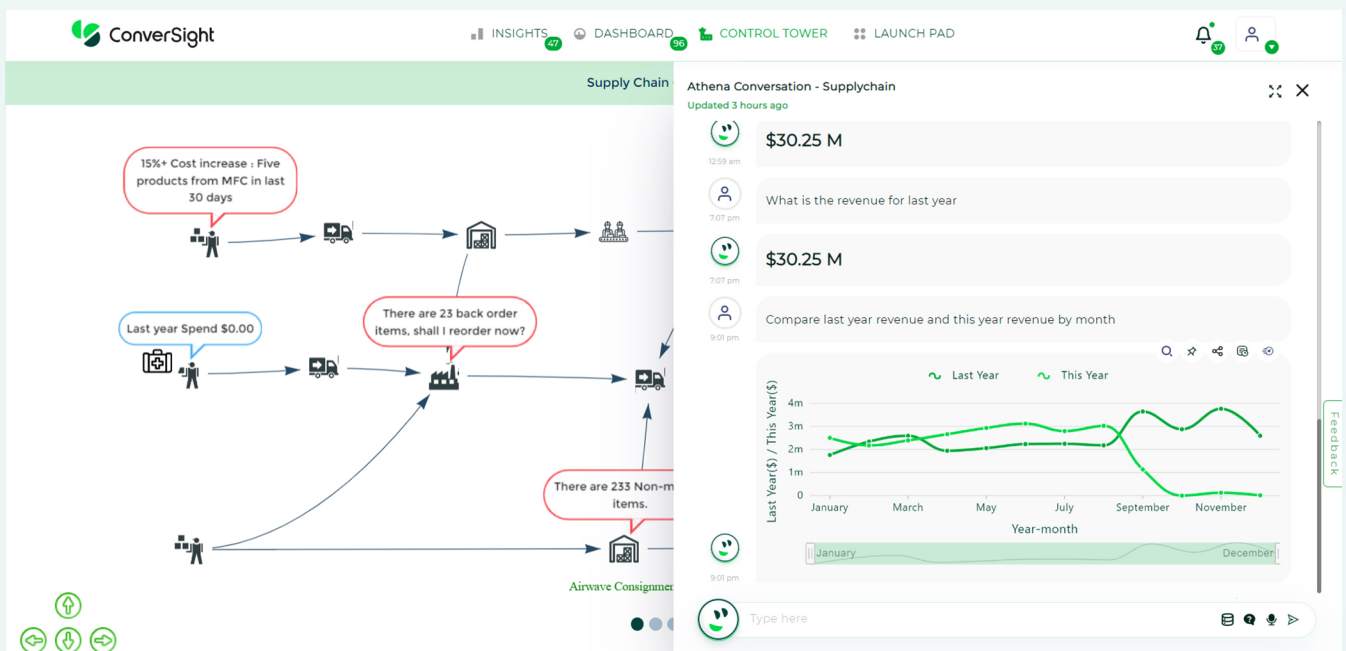 ConverSight
INSIGHTS
47
DASHBOARD
96
CONTROL TOWER
LAUNCH PAD
37
Supply Chain
15%+ Cost increase : Five
products from MFC in last
30 days
Last year Spend $0.00
There are 23 back order
items, shall I reorder now?
There are 233 Non-m
items.
Airwave Consignmen
Athena Conversation - Supplychain
Updated 3 hours ago
$30.25 M
12:59 am
What is the revenue for last year
7:07 pm
$30.25 M
7:07 pm
Compare last year revenue and this year revenue by month
9:01 pm
Last Year
This Year
Last Year($) / This Year($)
4m
3m
2m
1m
0
January
March
May
July
September
November
Year-month
January
December
9:01 pm
Type here
Feedback